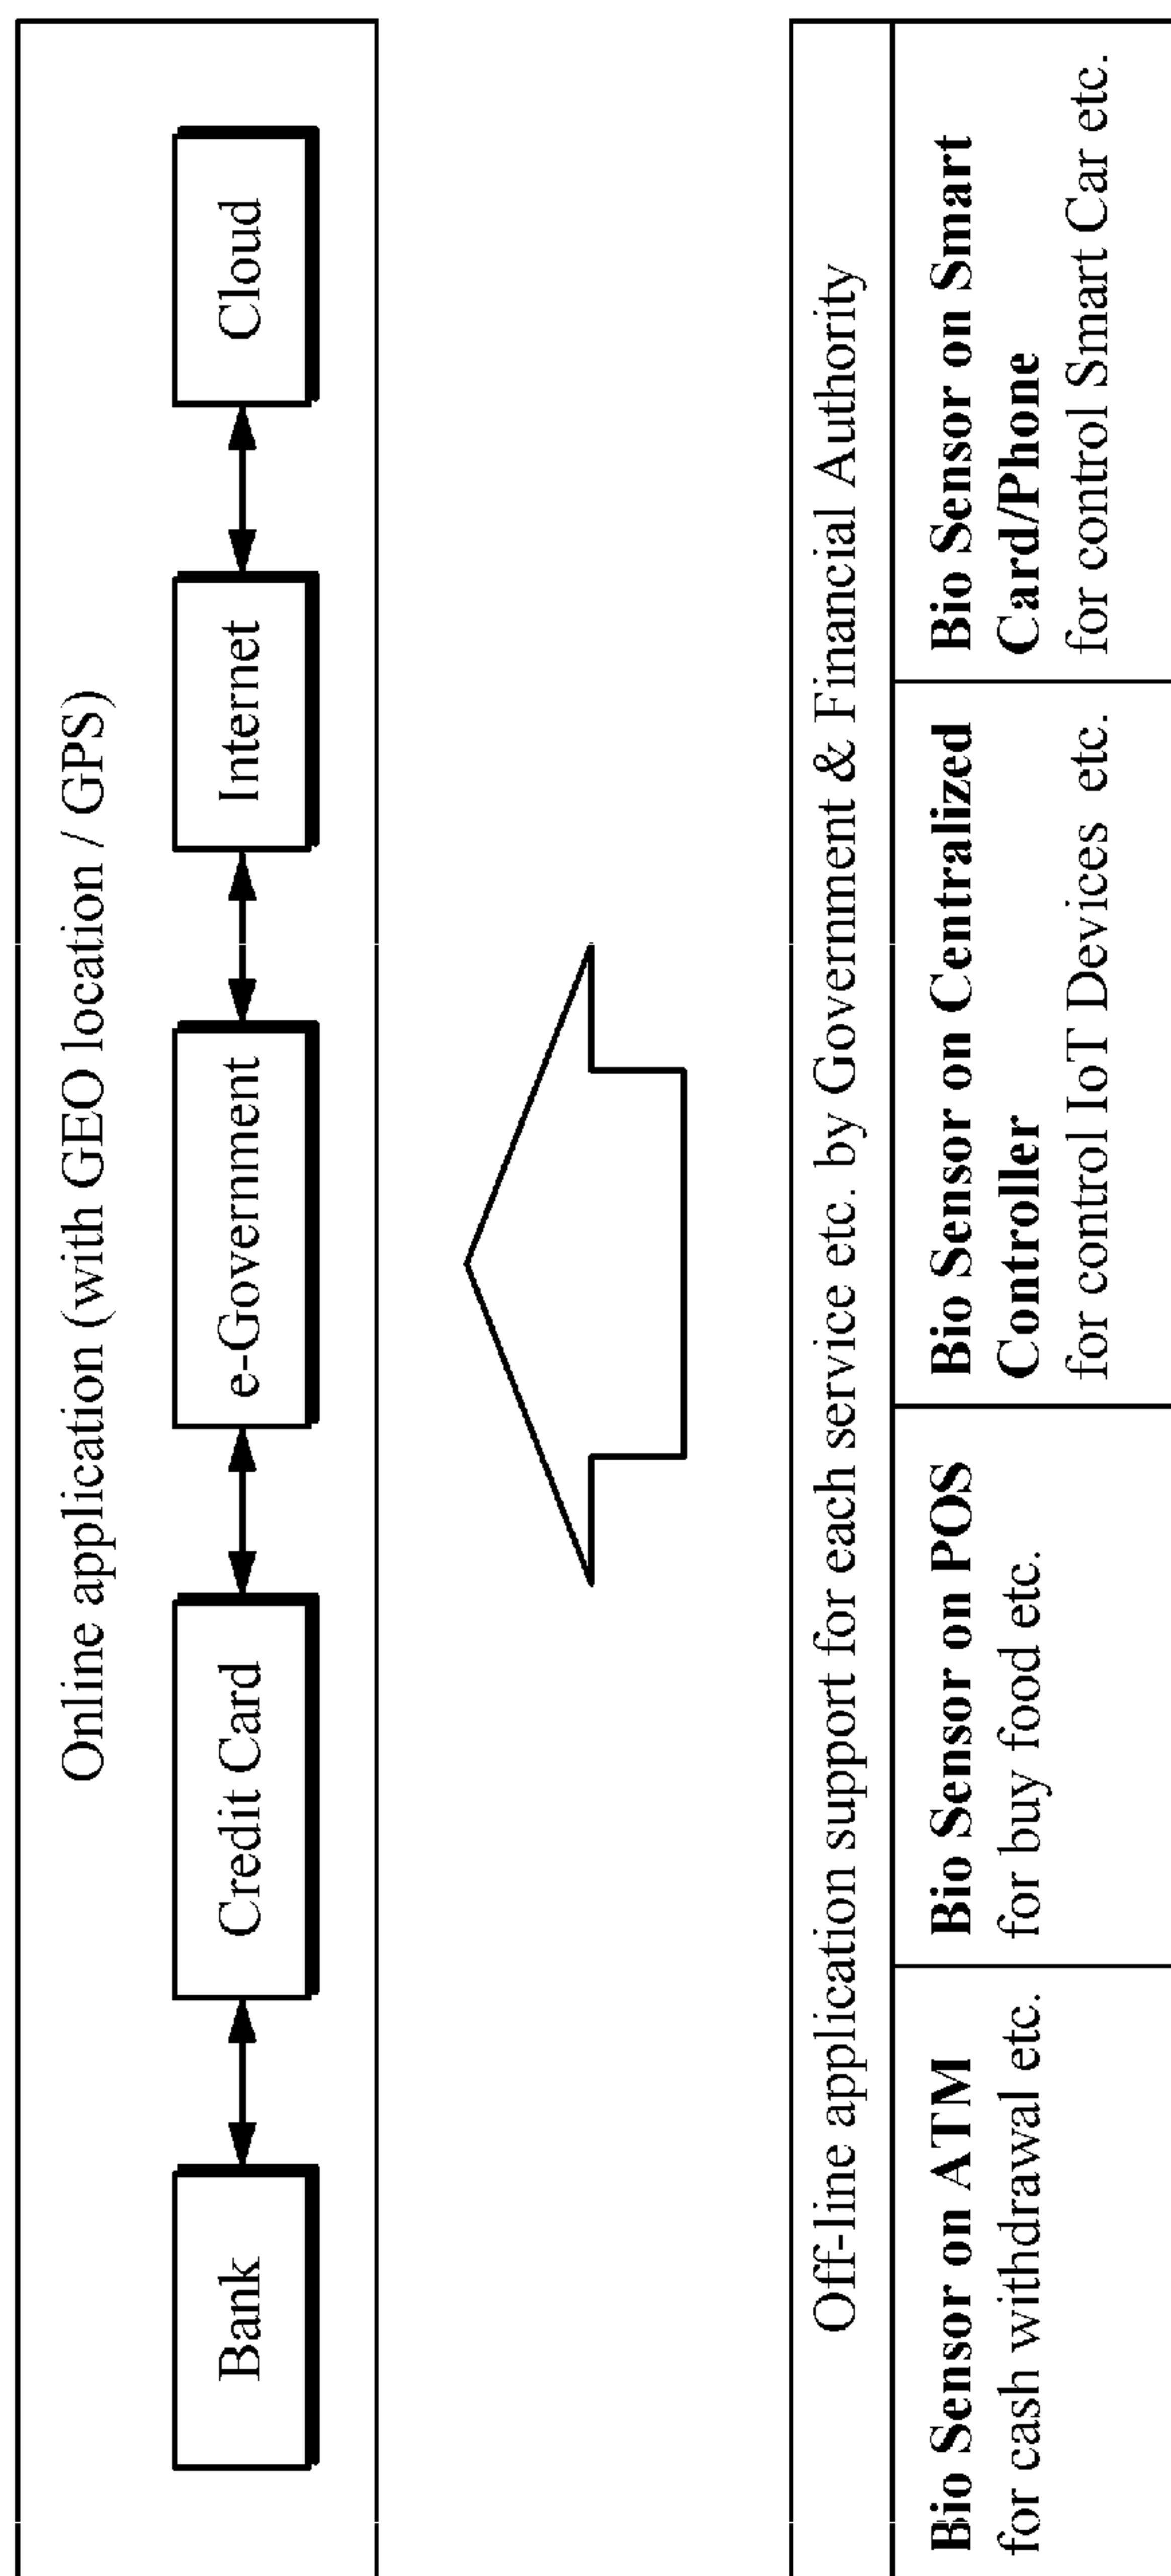 Online application (with GEO location / GPS)
Bank
Credit Card
e-Government
Internet
Cloud
Off-line application support for each service etc. by Government & Financial Authority
Bio Sensor on ATM
for cash withdrawal etc.
Bio Sensor on POS
for buy food etc.
Bio Sensor on Centralized
Controller
for control IoT Devices etc.
Bio Sensor on Smart
Card/Phone
for control Smart Car etc.